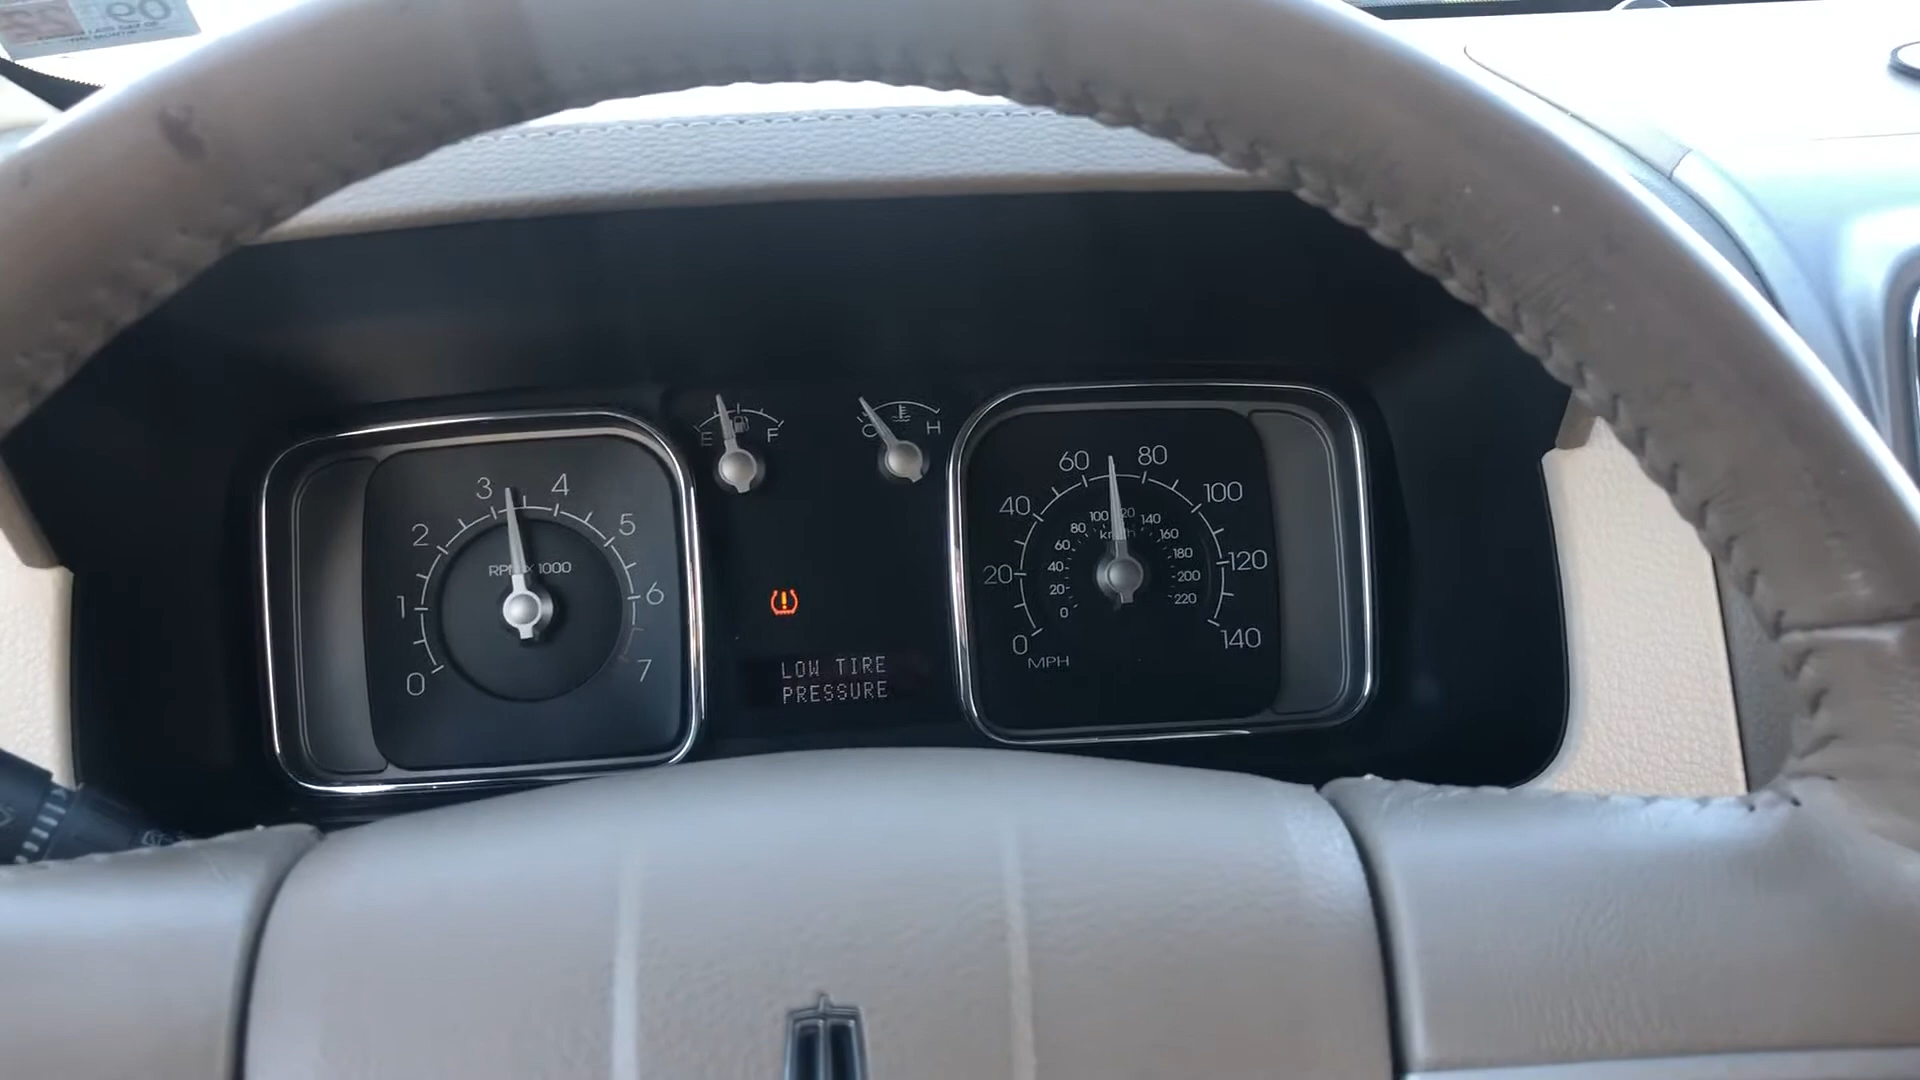 E F
C H
3 4
2 5
RPM x 1000
1 6
0 7
60 80
40 100
20 120
0 140
MPH
100 120 140
80 160
km/h
60 180
40 200
20 220
0
LOW TIRE
PRESSURE